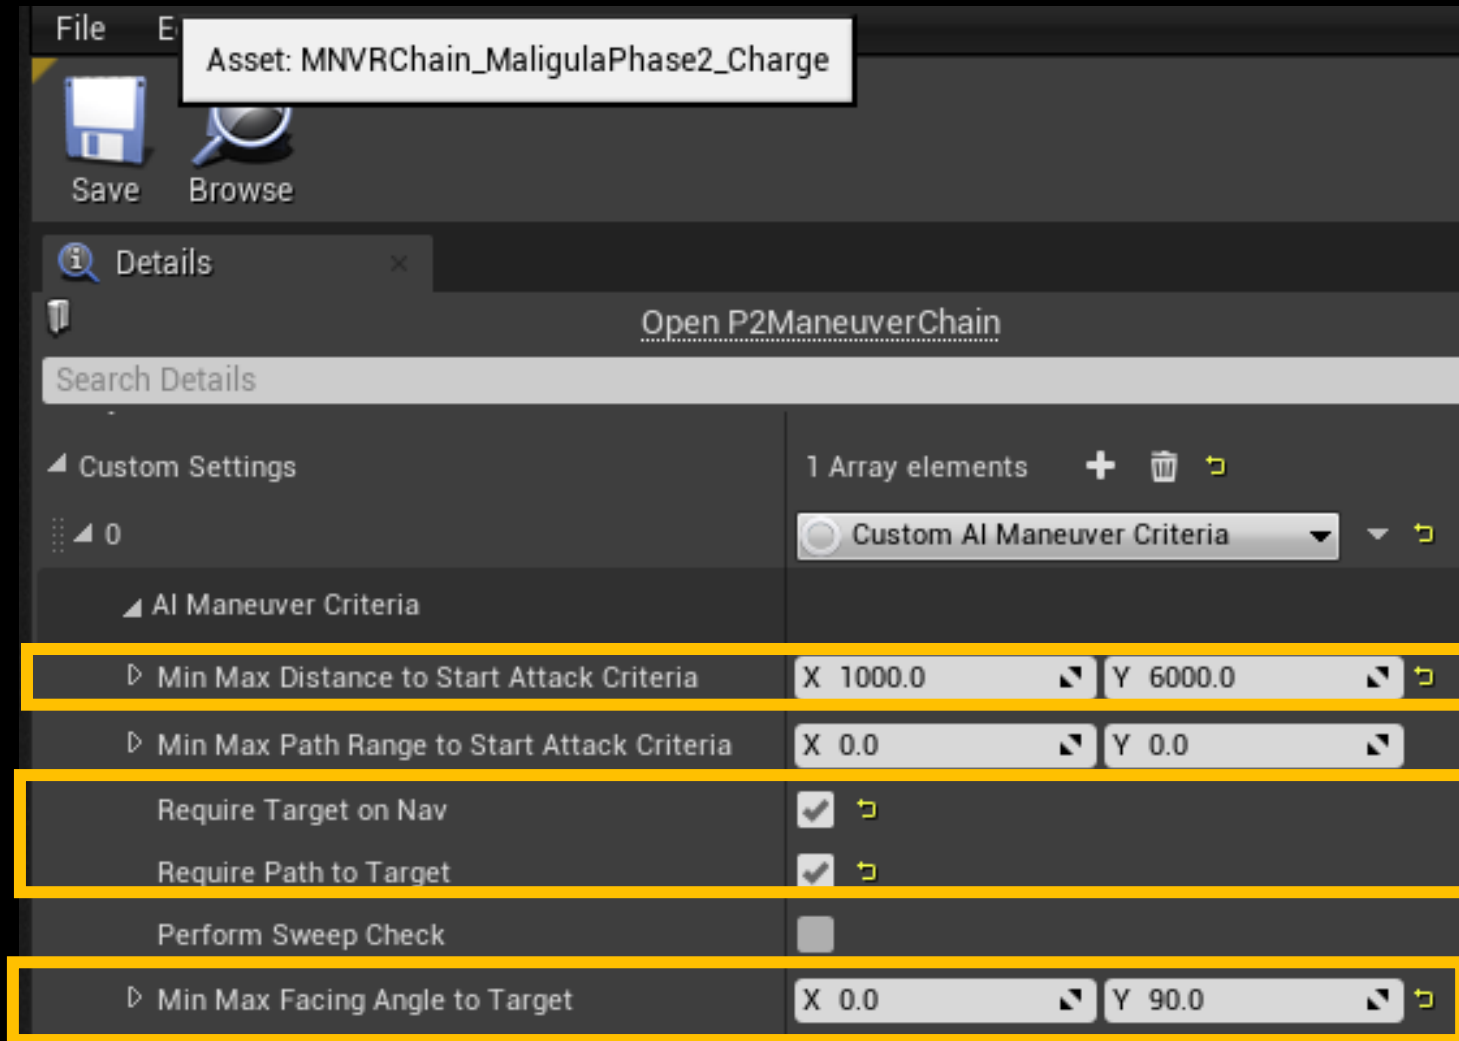 File E
Asset: MNVRChain_MaligulaPhase2_Charge
Save Browse
Details
Open P2ManeuverChain
Search Details
Custom Settings 1 Array elements
0 Custom AI Maneuver Criteria
AI Maneuver Criteria
Min Max Distance to Start Attack Criteria X 1000.0 Y 6000.0
Min Max Path Range to Start Attack Criteria X 0.0 Y 0.0
Require Target on Nav
Require Path to Target
Perform Sweep Check
Min Max Facing Angle to Target X 0.0 Y 90.0